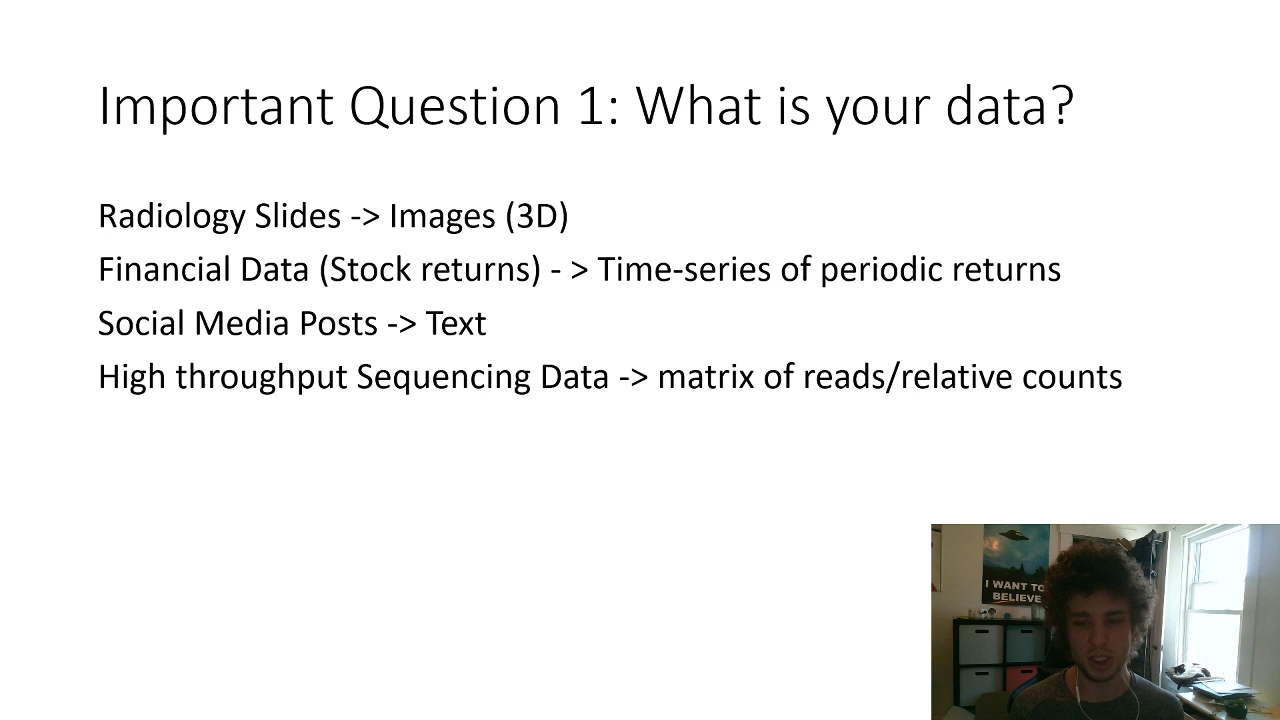 Important Question 1: What is your data?
Radiology Slides -> Images (3D)
Financial Data (Stock returns) - > Time-series of periodic returns
Social Media Posts -> Text
High throughput Sequencing Data -> matrix of reads/relative counts
I WANT TO
BELIEVE